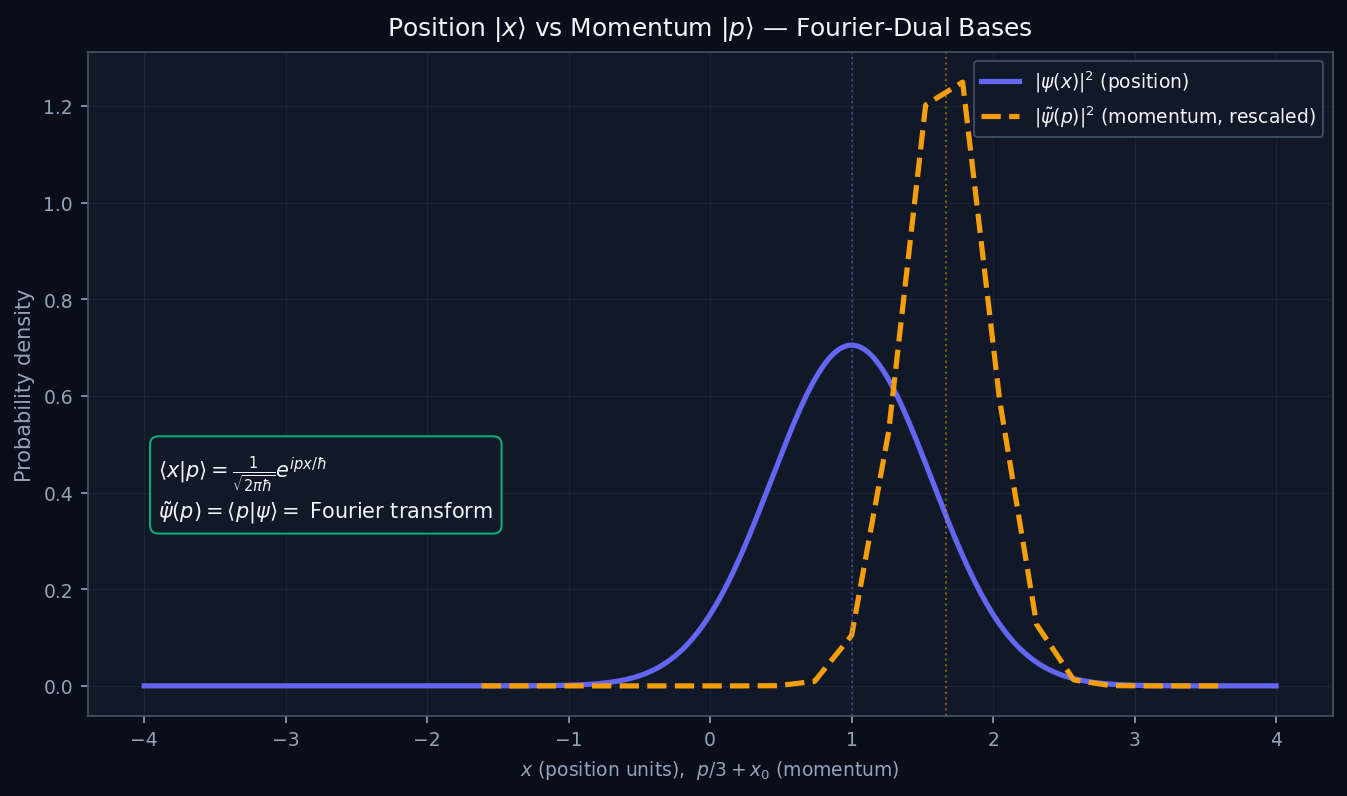 Position |x⟩ vs Momentum |p⟩ — Fourier-Dual Bases
|ψ(x)|² (position)
|ψ̃(p)|² (momentum, rescaled)
Probability density
1.2
1.0
0.8
0.6
0.4
0.2
0.0
⟨x|p⟩ = 1/√(2πħ) e^{ipx/ħ}
ψ̃(p) = ⟨p|ψ⟩ = Fourier transform
−4 −3 −2 −1 0 1 2 3 4
x (position units), p/3 + x₀ (momentum)